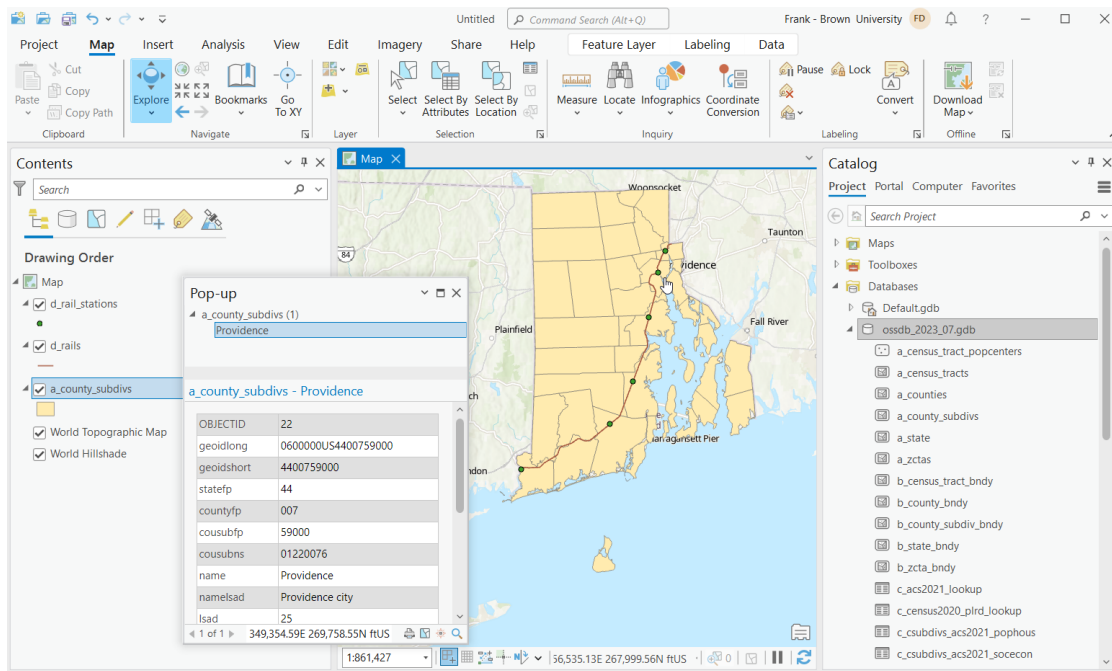 Untitled
Command Search (Alt+Q)
Frank - Brown University
FD
?
Project Map Insert Analysis View Edit Imagery Share Help Feature Layer Labeling Data
Paste
Cut
Copy
Copy Path
Clipboard
Explore
Bookmarks
Go To XY
Navigate
Layer
Select
Select By Attributes
Select By Location
Selection
Measure
Locate
Infographics
Coordinate Conversion
Inquiry
Pause
Lock
Convert
Labeling
Download Map
Offline
Contents
Search
Drawing Order
Map
d_rail_stations
d_rails
a_county_subdivs
World Topographic Map
World Hillshade
Pop-up
a_county_subdivs (1)
Providence
a_county_subdivs - Providence
OBJECTID 22
geoidlong 0600000US4400759000
geoidshort 4400759000
statefp 44
countyfp 007
cousubfp 59000
cousubns 01220076
name Providence
namelsad Providence city
lsad 25
1 of 1 349,354.59E 269,758.55N ftUS
Map
Woonsocket
Taunton
84
vidence
Plainfield
Fall River
ch
arragansett Pier
ndon
1:861,427
56,535.13E 267,999.56N ftUS
0
Catalog
Project Portal Computer Favorites
Search Project
Maps
Toolboxes
Databases
Default.gdb
ossdb_2023_07.gdb
a_census_tract_popcenters
a_census_tracts
a_counties
a_county_subdivs
a_state
a_zctas
b_census_tract_bndy
b_county_bndy
b_county_subdiv_bndy
b_state_bndy
b_zcta_bndy
c_acs2021_lookup
c_census2020_plrd_lookup
c_csubdivs_acs2021_pophous
c_csubdivs_acs2021_socecon